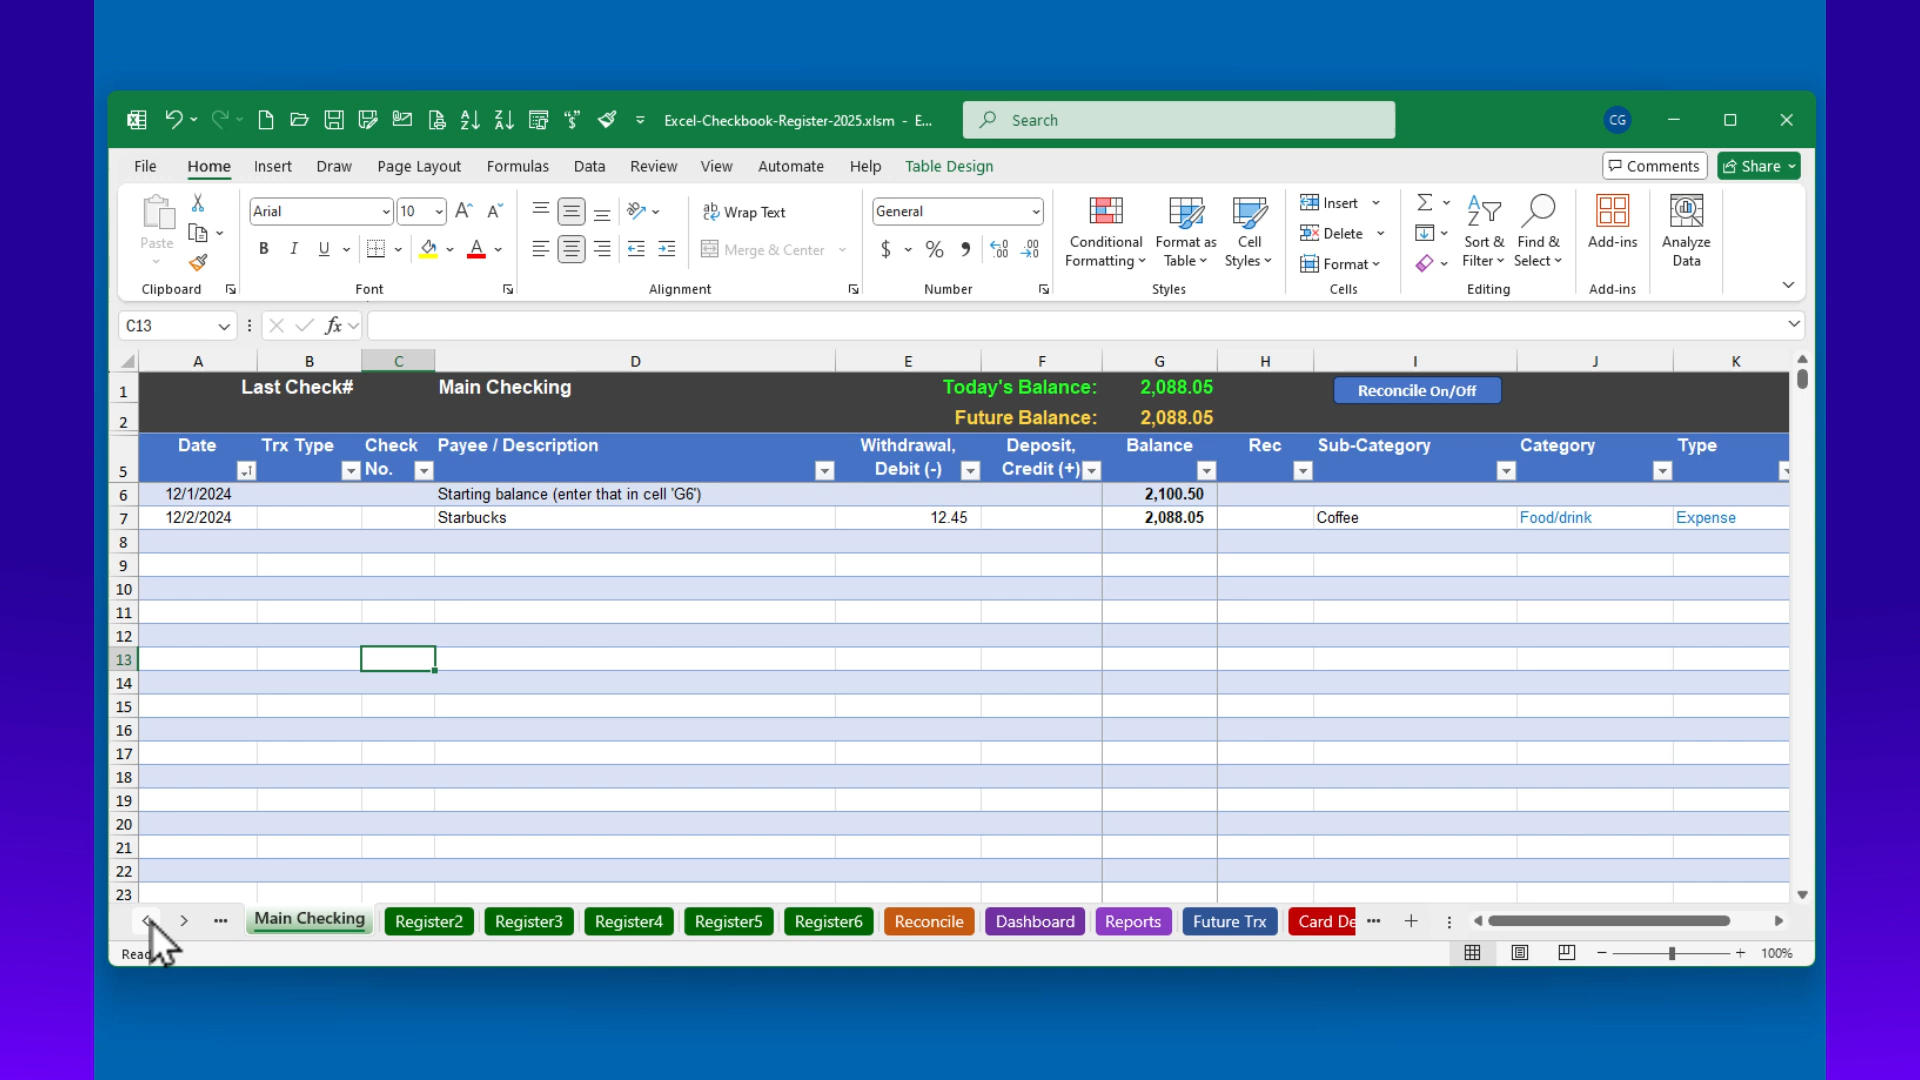 Excel-Checkbook-Register-2025.xlsm - E... Search CG
File Home Insert Draw Page Layout Formulas Data Review View Automate Help Table Design Comments Share
Arial 10 Wrap Text General Insert
Paste B I U Merge & Center $ % Conditional Formatting Format as Table Cell Styles Delete Sort & Filter Find & Select Add-ins Analyze Data
Format
Clipboard Font Alignment Number Styles Cells Editing Add-ins
C13 fx
A B C D E F G H I J K
1 Last Check# Main Checking Today's Balance: 2,088.05 Reconcile On/Off
2 Future Balance: 2,088.05
Date Trx Type Check Payee / Description Withdrawal, Deposit, Balance Rec Sub-Category Category Type
5 No. Debit (-) Credit (+)
6 12/1/2024 Starting balance (enter that in cell 'G6') 2,100.50
7 12/2/2024 Starbucks 12.45 2,088.05 Coffee Food/drink Expense
8
9
10
11
12
13
14
15
16
17
18
19
20
21
22
23
Main Checking Register2 Register3 Register4 Register5 Register6 Reconcile Dashboard Reports Future Trx Card De
Read 100%